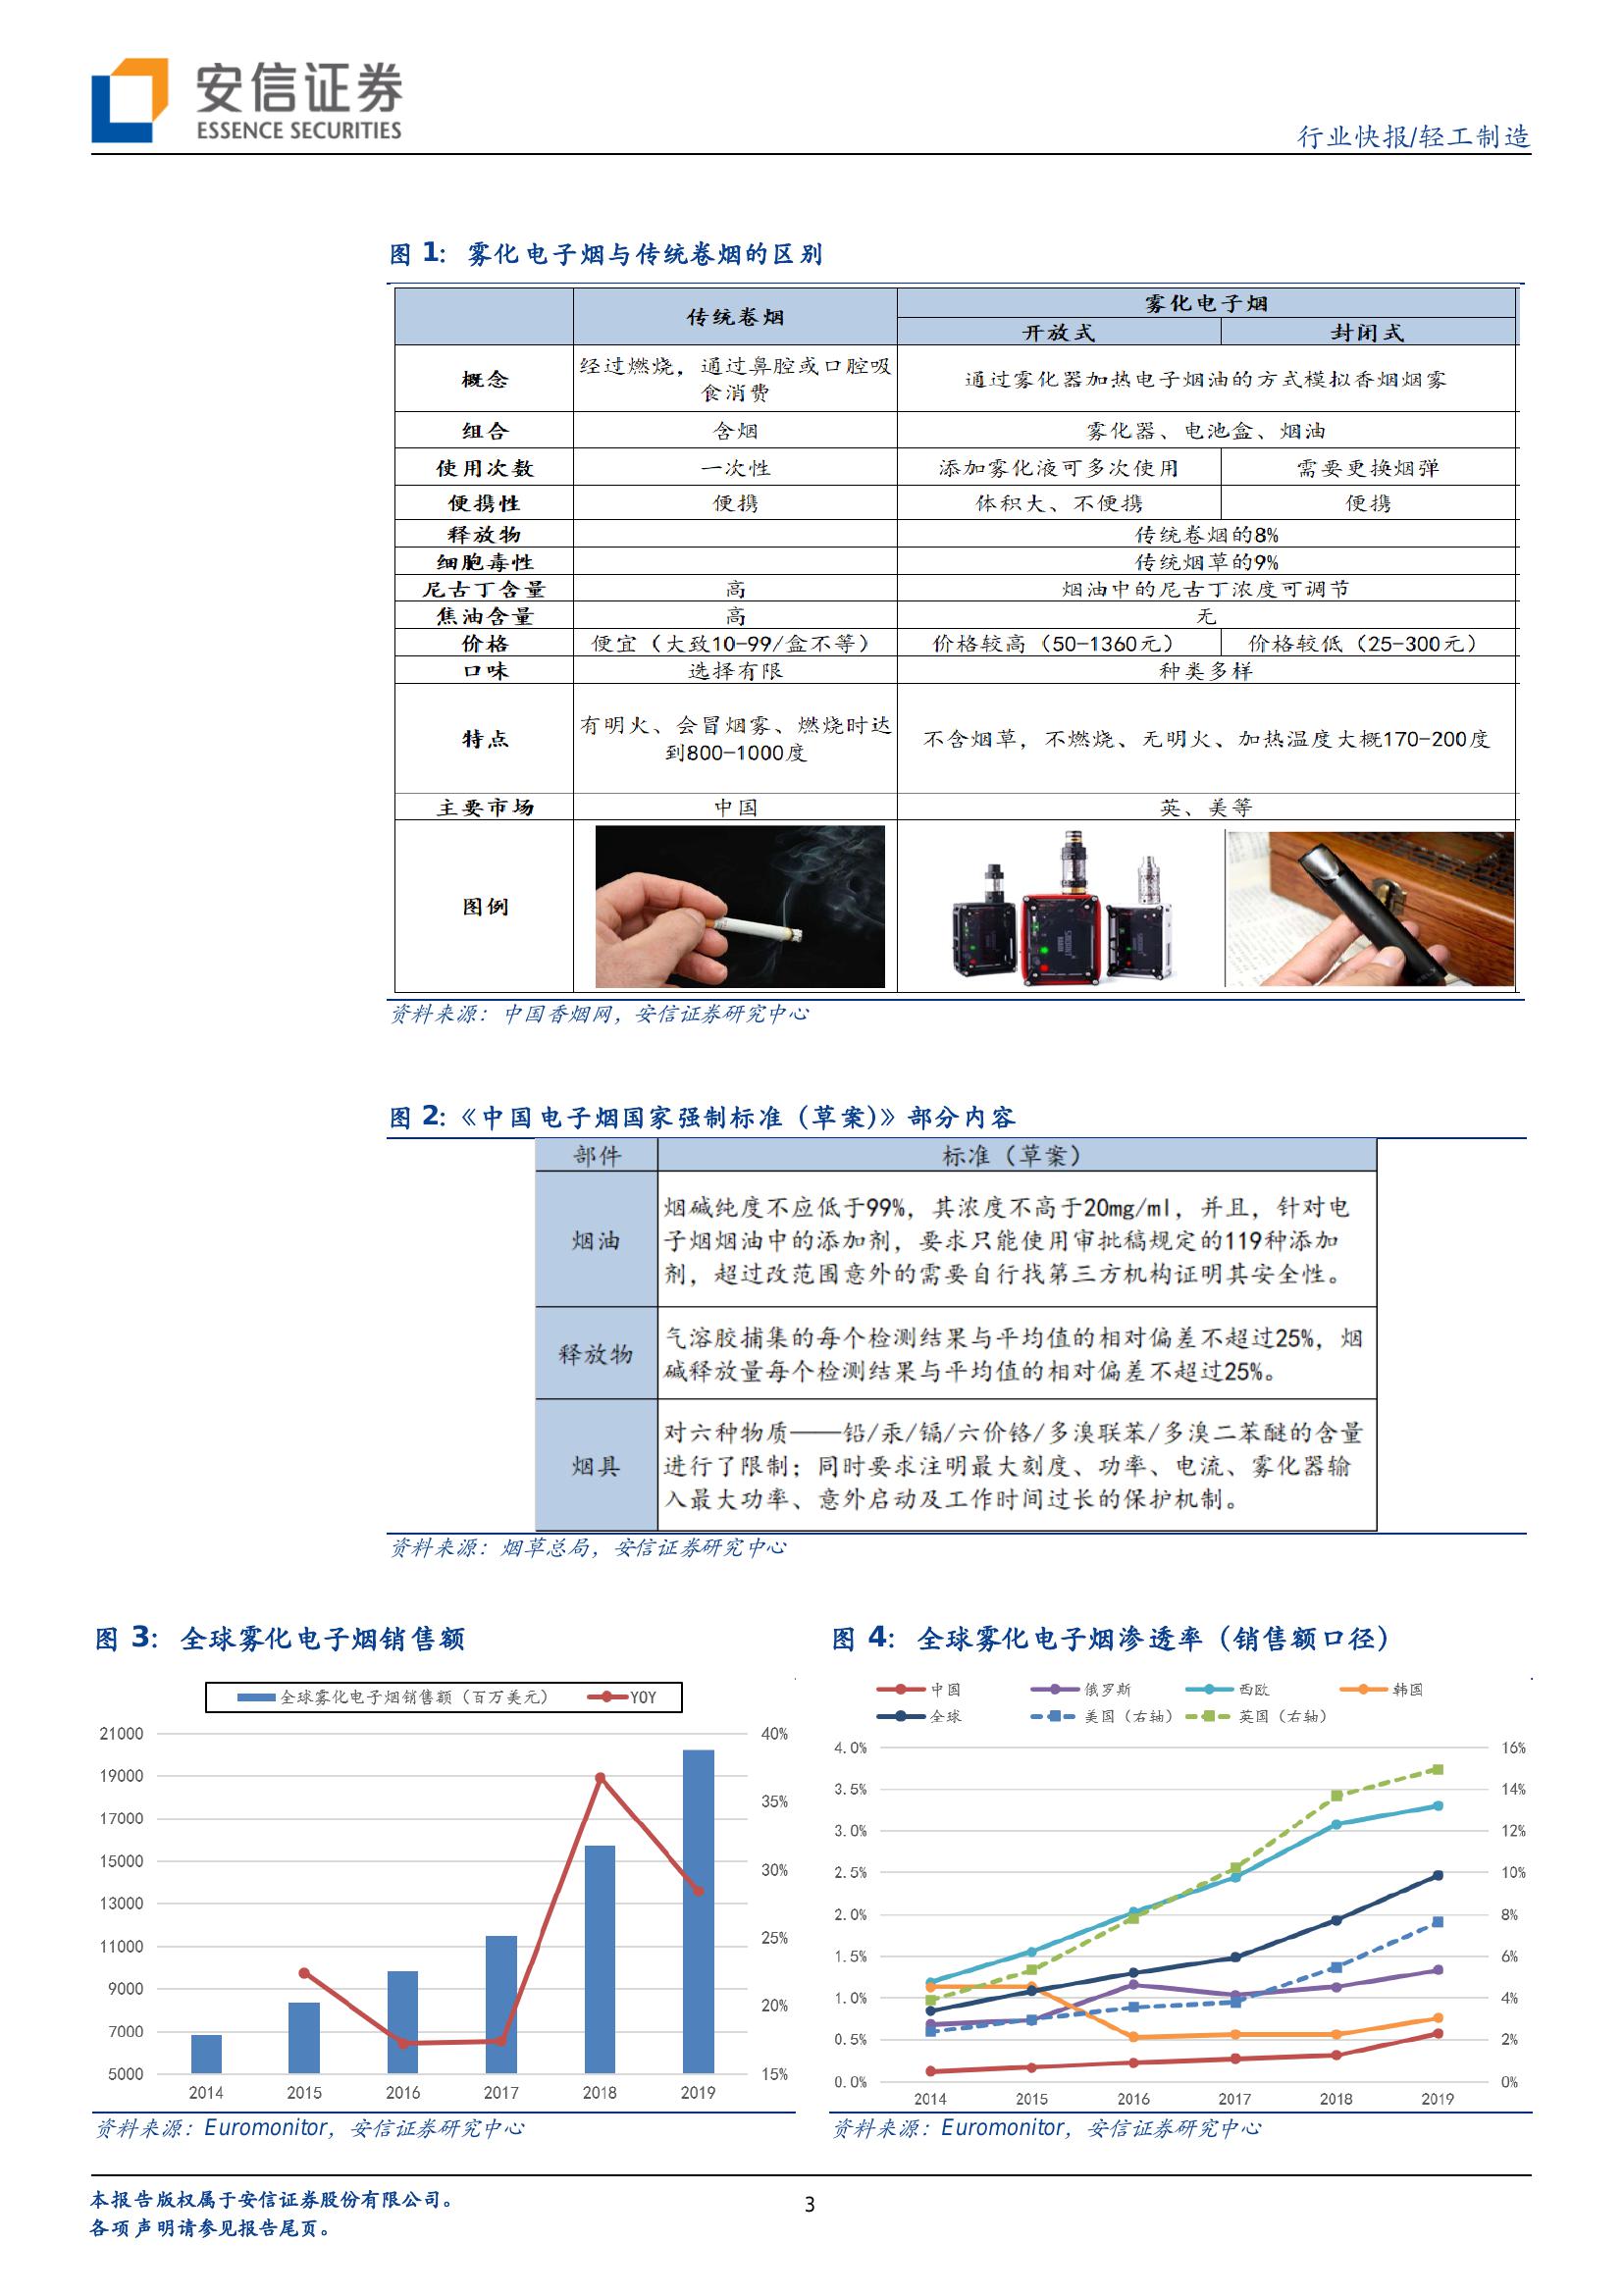 安信证券
ESSENCE SECURITIES
行业快报/轻工制造
图 1: 雾化电子烟与传统卷烟的区别
传统卷烟
雾化电子烟
开放式
封闭式
概念
经过燃烧，通过鼻腔或口腔吸
食消费
通过雾化器加热电子烟油的方式模拟香烟烟雾
组合
含烟
雾化器、电池盒、烟油
使用次数
一次性
添加雾化液可多次使用
需要更换烟弹
便携性
便携
体积大、不便携
便携
释放物
传统卷烟的8%
细胞毒性
传统烟草的9%
尼古丁含量
高
烟油中的尼古丁浓度可调节
焦油含量
高
无
价格
便宜（大致10-99/盒不等）
价格较高（50-1360元）
价格较低（25-300元）
口味
选择有限
种类多样
特点
有明火、会冒烟雾、燃烧时达
到800-1000度
不含烟草，不燃烧、无明火、加热温度大概170-200度
主要市场
中国
英、美等
图例
资料来源：中国香烟网，安信证券研究中心
图 2:《中国电子烟国家强制标准（草案）》部分内容
部件
标准（草案）
烟油
烟碱纯度不应低于99%，其浓度不高于20mg/ml，并且，针对电
子烟烟油中的添加剂，要求只能使用审批稿规定的119种添加
剂，超过改范围意外的需要自行找第三方机构证明其安全性。
释放物
气溶胶捕集的每个检测结果与平均值的相对偏差不超过25%，烟
碱释放量每个检测结果与平均值的相对偏差不超过25%。
烟具
对六种物质——铅/汞/镉/六价铬/多溴联苯/多溴二苯醚的含量
进行了限制；同时要求注明最大刻度、功率、电流、雾化器输
入最大功率、意外启动及工作时间过长的保护机制。
资料来源：烟草总局，安信证券研究中心
图 3: 全球雾化电子烟销售额
全球雾化电子烟销售额（百万美元）
YOY
21000
19000
17000
15000
13000
11000
9000
7000
5000
40%
35%
30%
25%
20%
15%
2014 2015 2016 2017 2018 2019
资料来源：Euromonitor，安信证券研究中心
图 4: 全球雾化电子烟渗透率（销售额口径）
中国 俄罗斯 西欧 韩国
全球 美国（右轴） 英国（右轴）
4.0%
3.5%
3.0%
2.5%
2.0%
1.5%
1.0%
0.5%
0.0%
16%
14%
12%
10%
8%
6%
4%
2%
0%
2014 2015 2016 2017 2018 2019
资料来源：Euromonitor，安信证券研究中心
本报告版权属于安信证券股份有限公司。
各项声明请参见报告尾页。
3